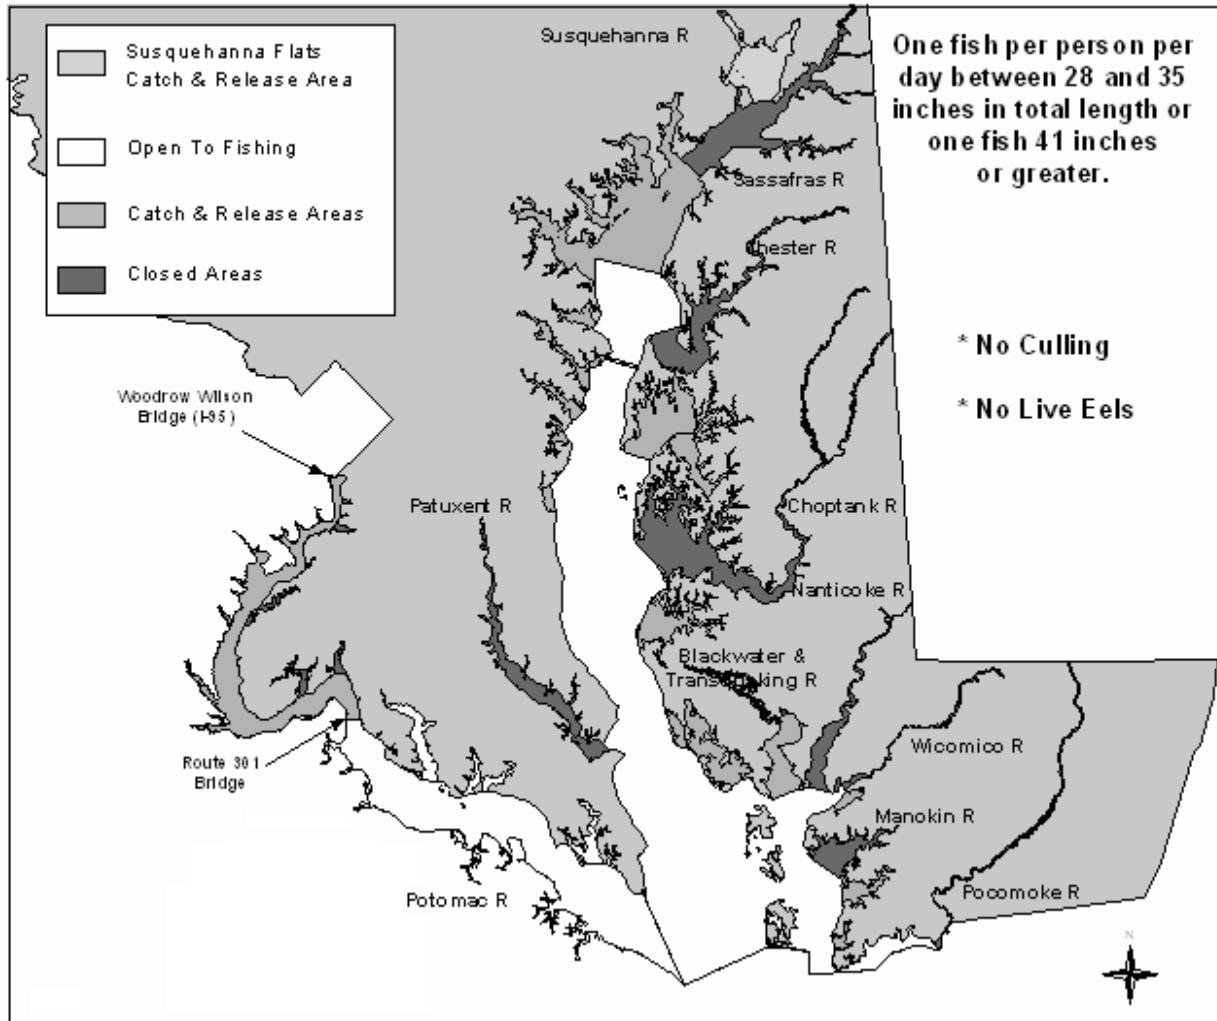 Susquehanna Flats
Catch & Release Area
Open To Fishing
Catch & Release Areas
Closed Areas
Susquehanna R
One fish per person per
day between 28 and 35
inches in total length or
one fish 41 inches
or greater.
Sassafras R
Chester R
* No Culling
* No Live Eels
Woodrow Wilson
Bridge (I-95)
Patuxent R
Choptank R
Nanticoke R
Blackwater &
Transquaking R
Route 301
Bridge
Wicomico R
Manokin R
Potomac R
Pocomoke R
N